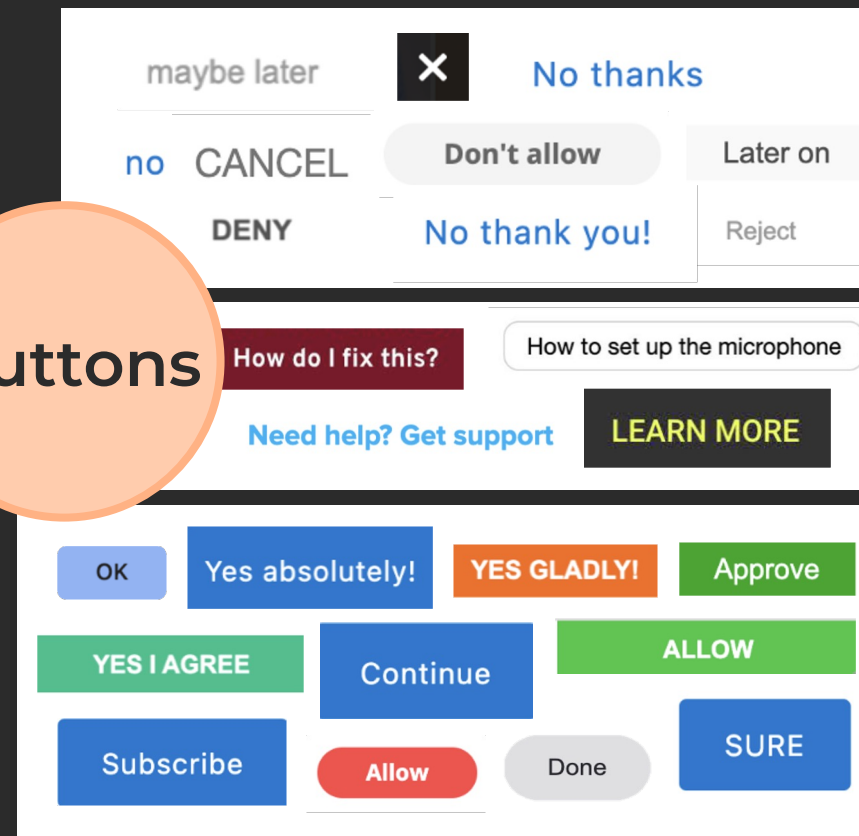 maybe later
×
No thanks
no
CANCEL
Don't allow
Later on
DENY
No thank you!
Reject
uttons
How do I fix this?
How to set up the microphone
Need help? Get support
LEARN MORE
OK
Yes absolutely!
YES GLADLY!
Approve
YES I AGREE
Continue
ALLOW
Subscribe
Allow
Done
SURE